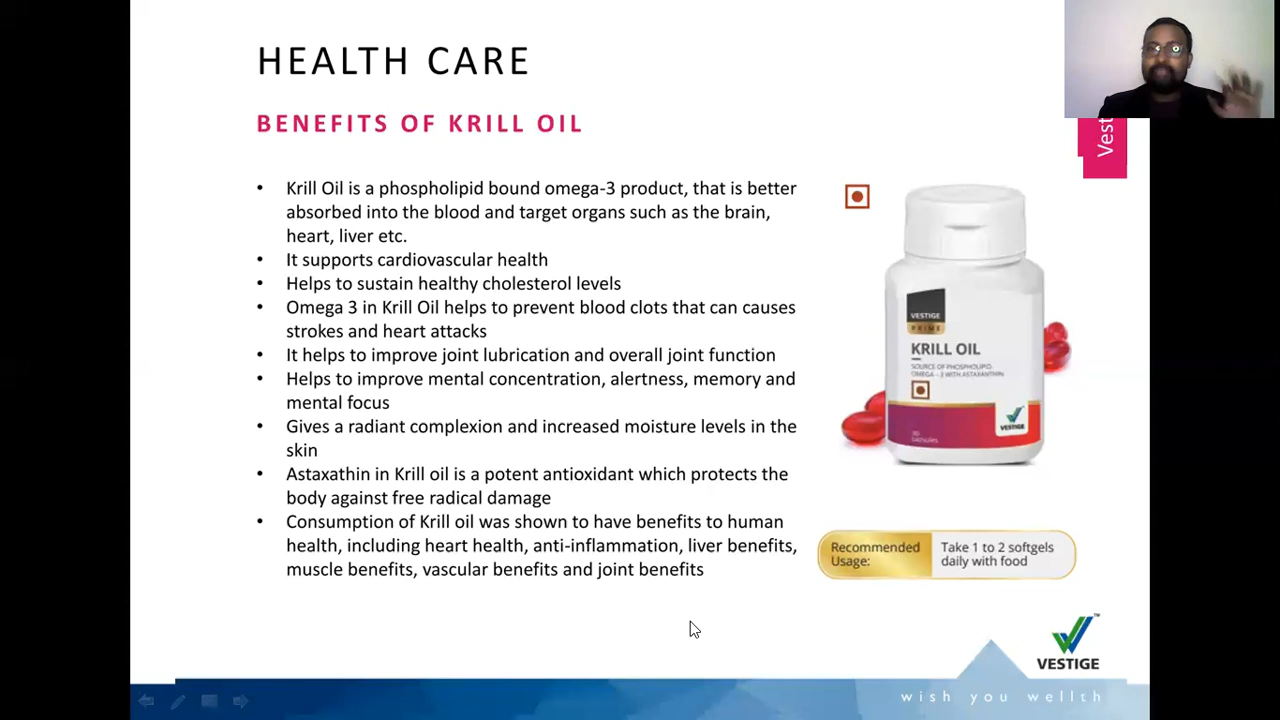 HEALTH CARE
BENEFITS OF KRILL OIL
• Krill Oil is a phospholipid bound omega-3 product, that is better
absorbed into the blood and target organs such as the brain,
heart, liver etc.
• It supports cardiovascular health
• Helps to sustain healthy cholesterol levels
• Omega 3 in Krill Oil helps to prevent blood clots that can causes
strokes and heart attacks
• It helps to improve joint lubrication and overall joint function
• Helps to improve mental concentration, alertness, memory and
mental focus
• Gives a radiant complexion and increased moisture levels in the
skin
• Astaxathin in Krill oil is a potent antioxidant which protects the
body against free radical damage
• Consumption of Krill oil was shown to have benefits to human
health, including heart health, anti-inflammation, liver benefits,
muscle benefits, vascular benefits and joint benefits
Vest
VESTIGE
PRIME
KRILL OIL
SOURCE OF PHOSPHOLIPID,
OMEGA - 3 WITH ASTAXANTHIN
capsules
VESTIGE
Recommended
Usage:
Take 1 to 2 softgels
daily with food
VESTIGE
wish you wellth